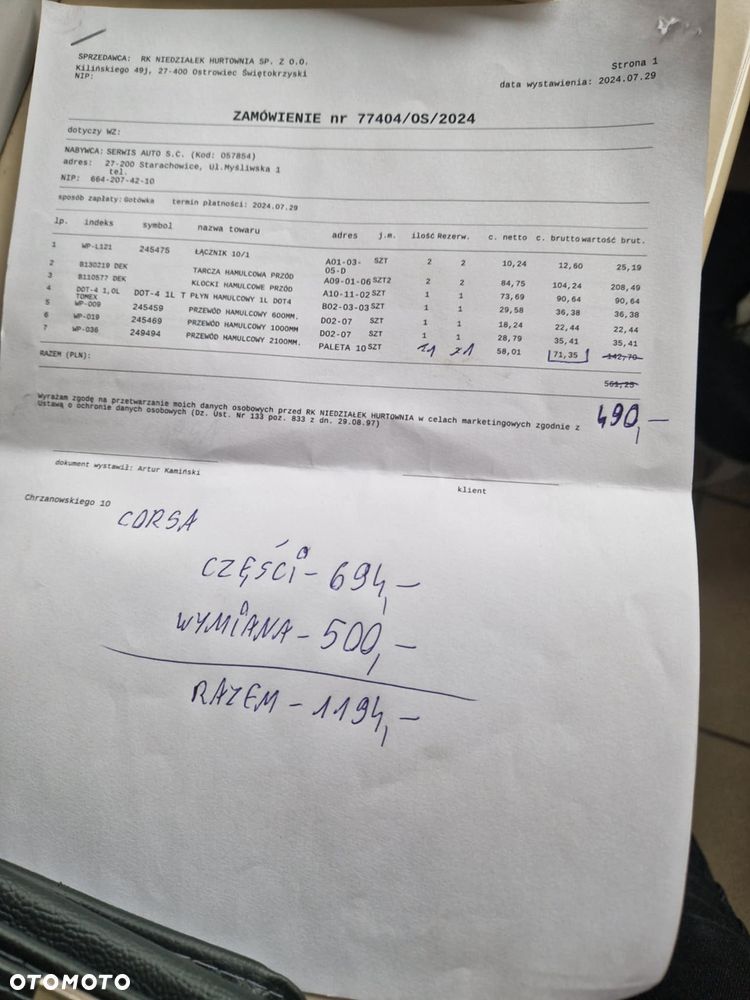 SPRZEDAWCA: RK NIEDZIAŁEK HURTOWNIA SP. Z O.O.
Kilińskiego 49j, 27-400 Ostrowiec Świętokrzyski
NIP:
Strona 1
data wystawienia: 2024.07.29
ZAMÓWIENIE nr 77404/OS/2024
dotyczy WZ:
NABYWCA: SERWIS AUTO S.C. (Kod: 057854)
adres: 27-200 Starachowice, Ul.Myśliwska 1
tel.
NIP: 664-207-42-10
sposób zapłaty: Gotówka termin płatności: 2024.07.29
lp. indeks symbol nazwa towaru adres j.m. ilość Rezerw. c. netto c. brutto wartość brut.
1 WP-L121 245475 ŁĄCZNIK 10/1 A01-03-05-D SZT 2 2 10,24 12,60 25,19
2 B130219 DEK TARCZA HAMULCOWA PRZÓD A09-01-06 SZT2 2 2 84,75 104,24 208,49
3 B110577 DEK KLOCKI HAMULCOWE PRZÓD A10-11-02 SZT 1 1 73,69 90,64 90,64
4 DOT-4 1,0L TOMEX DOT-4 1L T PŁYN HAMULCOWY 1L DOT4 B02-03-03 SZT 1 1 29,58 36,38 36,38
5 WP-009 245459 PRZEWÓD HAMULCOWY 600MM. D02-07 SZT 1 1 18,24 22,44 22,44
6 WP-019 245469 PRZEWÓD HAMULCOWY 1000MM D02-07 SZT 1 1 28,79 35,41 35,41
7 WP-036 249494 PRZEWÓD HAMULCOWY 2100MM. PALETA 10 SZT 1 1 58,01 71,35 142,70
RAZEM (PLN): 561,25
490,-
Wyrażam zgodę na przetwarzanie moich danych osobowych przed RK NIEDZIAŁEK HURTOWNIA w celach marketingowych zgodnie z
Ustawą o ochronie danych osobowych (Dz. Ust. Nr 133 poz. 833 z dn. 29.08.97)
dokument wystawił: Artur Kamiński
klient
Chrzanowskiego 10
CORSA
CZĘŚCI - 694,-
WYMIANA - 500,-
RAZEM - 1194,-
OTOMOTO